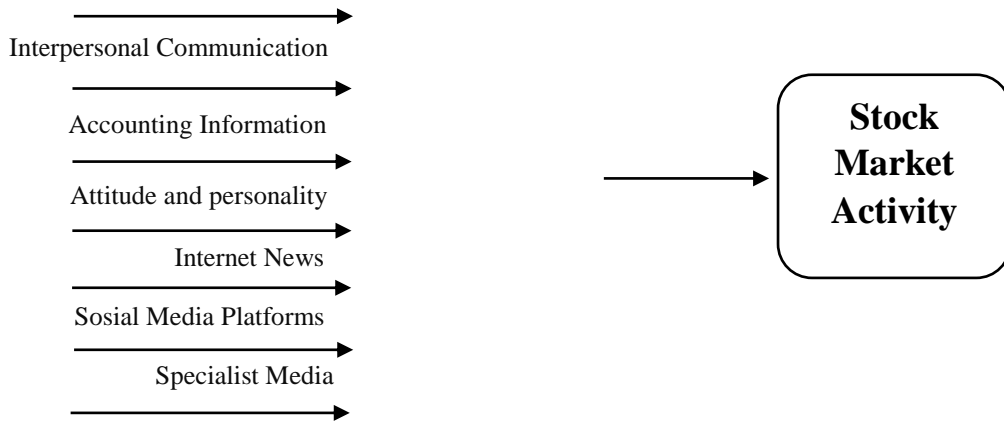 Interpersonal Communication
Accounting Information
Attitude and personality
Internet News
Sosial Media Platforms
Specialist Media
Stock
Market
Activity